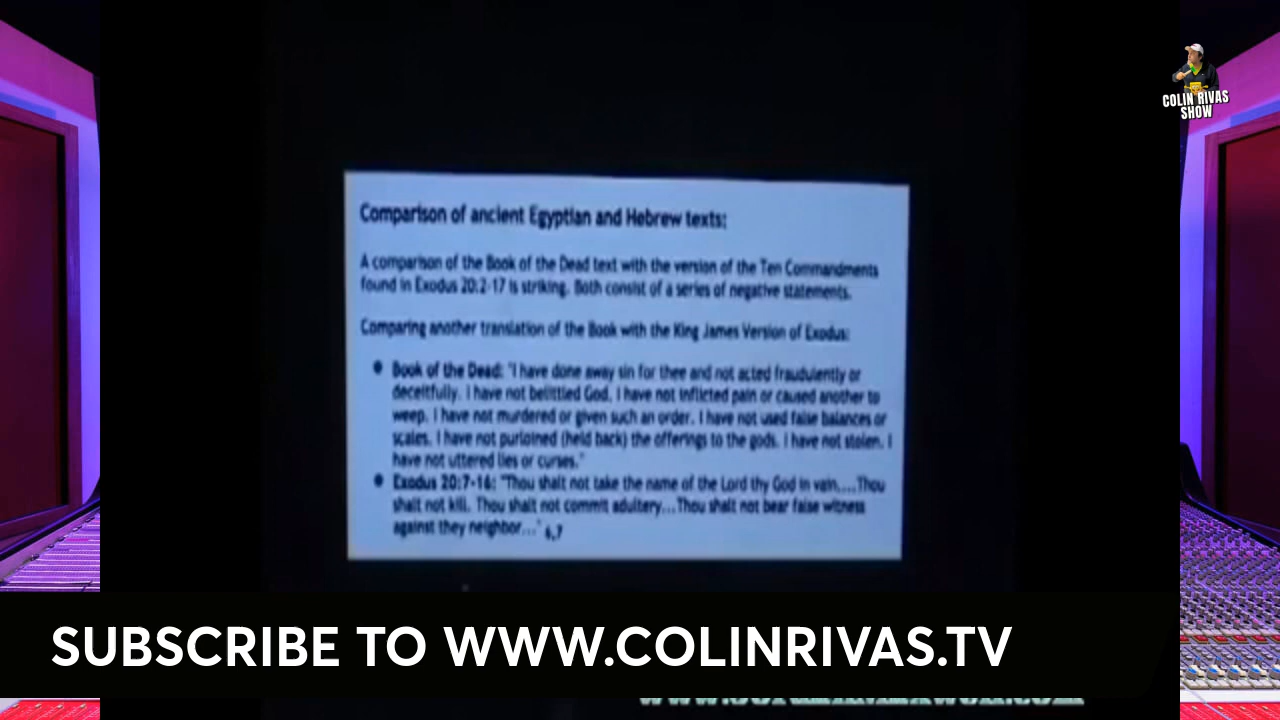 COLIN RIVAS
SHOW
Comparison of ancient Egyptian and Hebrew texts:
A comparison of the Book of the Dead text with the version of the Ten Commandments
found in Exodus 20:2-17 is striking. Both consist of a series of negative statements.
Comparing another translation of the Book with the King James Version of Exodus:
• Book of the Dead: "I have done away sin for thee and not acted fraudulently or
deceitfully. I have not belittled God. I have not inflicted pain or caused another to
weep. I have not murdered or given such an order. I have not used false balances or
scales. I have not purloined (held back) the offerings to the gods. I have not stolen. I
have not uttered lies or curses."
• Exodus 20:7-16: "Thou shalt not take the name of the Lord thy God in vain....Thou
shalt not kill. Thou shalt not commit adultery...Thou shalt not bear false witness
against they neighbor..." 6,7
SUBSCRIBE TO WWW.COLINRIVAS.TV